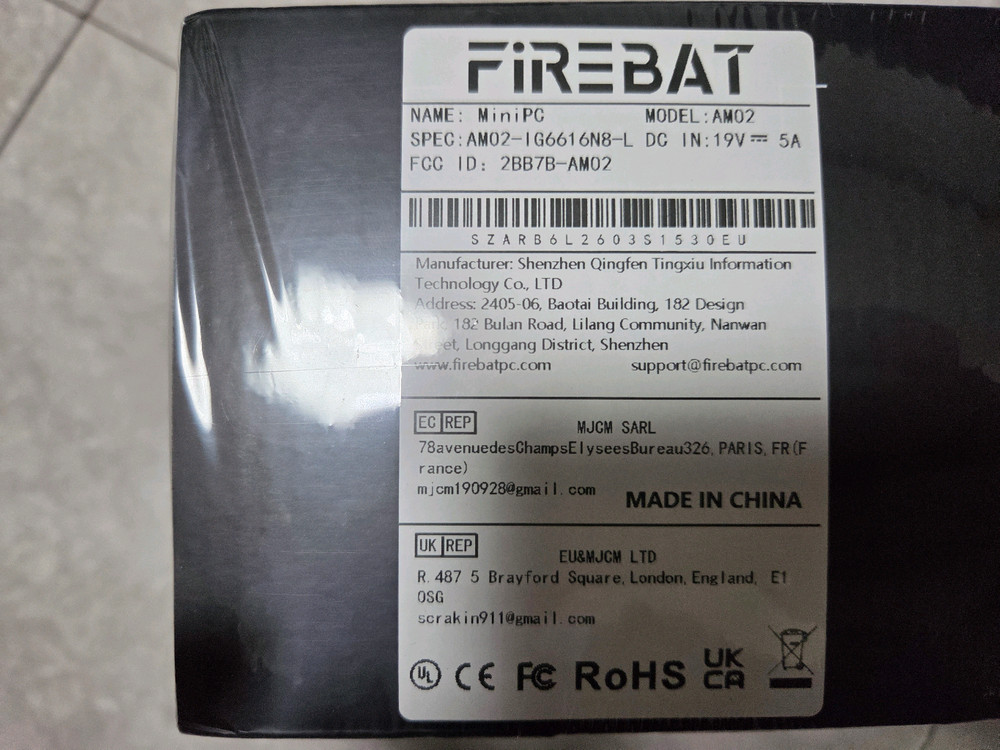 FiREBAT
NAME: MiniPC MODEL:AM02
SPEC:AM02-IG6616N8-L DC IN:19V⎓ 5A
FCC ID: 2BB7B-AM02
SZARB6L2603S1530EU
Manufacturer: Shenzhen Qingfen Tingxiu Information
Technology Co., LTD
Address: 2405-06, Baotai Building, 182 Design
182 Bulan Road, Lilang Community, Nanwan
Longgang District, Shenzhen
www.firebatpc.com support@firebatpc.com
EC REP MJCM SARL
78avenuedesChampsElyseesBureau326, PARIS, FR(F
rance)
mjcm190928@gmail.com MADE IN CHINA
UK REP EU&MJCM LTD
R.487 5 Brayford Square, London, England, E1
0SG
scrakin911@gmail.com
UL CE FC RoHS UK
CA